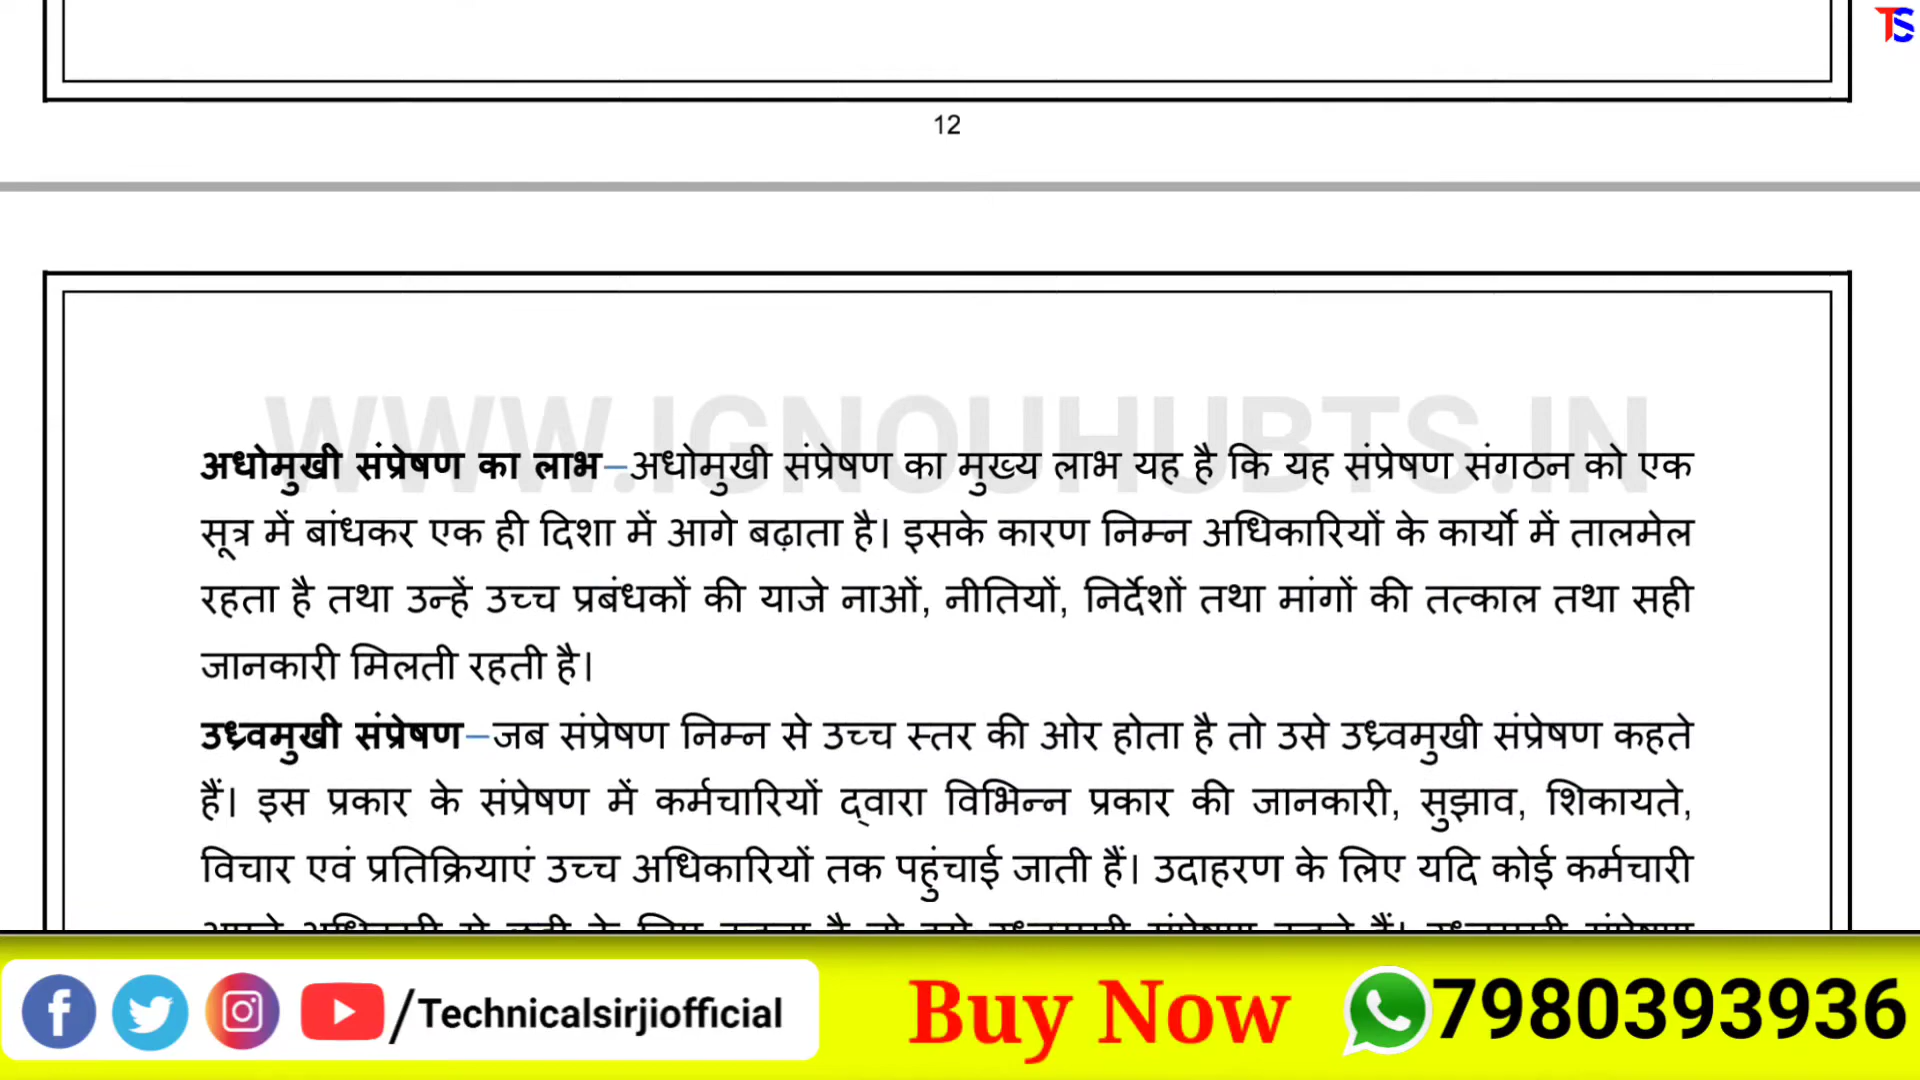 TS
12
WWW.IGNOUHUBTS.IN
अधोमुखी संप्रेषण का लाभ–अधोमुखी संप्रेषण का मुख्य लाभ यह है कि यह संप्रेषण संगठन को एक
सूत्र में बांधकर एक ही दिशा में आगे बढ़ाता है। इसके कारण निम्न अधिकारियों के कार्यो में तालमेल
रहता है तथा उन्हें उच्च प्रबंधकों की याजे नाओं, नीतियों, निर्देशों तथा मांगों की तत्काल तथा सही
जानकारी मिलती रहती है।
उध्र्वमुखी संप्रेषण–जब संप्रेषण निम्न से उच्च स्तर की ओर होता है तो उसे उध्र्वमुखी संप्रेषण कहते
हैं। इस प्रकार के संप्रेषण में कर्मचारियों द्वारा विभिन्न प्रकार की जानकारी, सुझाव, शिकायते,
विचार एवं प्रतिक्रियाएं उच्च अधिकारियों तक पहुंचाई जाती हैं। उदाहरण के लिए यदि कोई कर्मचारी
/Technicalsirjiofficial
Buy Now
7980393936